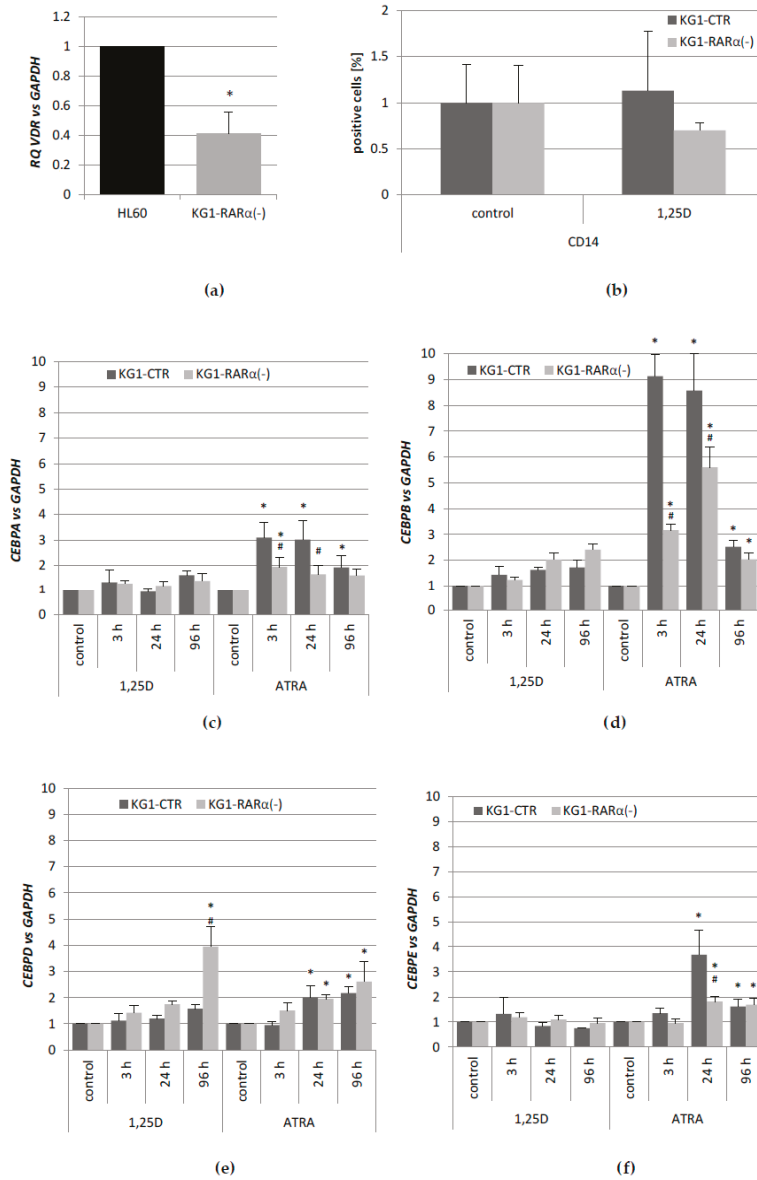 1.2
1
0.8
0.6
0.4
0.2
0
RQ VDR vs GAPDH
*
HL60 KG1-RARα(-)
(a)
2
1.5
1
0.5
0
positive cells [%]
KG1-CTR
KG1-RARα(-)
control 1,25D
CD14
(b)
10
9
8
7
6
5
4
3
2
1
0
CEBPA vs GAPDH
KG1-CTR KG1-RARα(-)
* * # * # *
control 3 h 24 h 96 h control 3 h 24 h 96 h
1,25D ATRA
(c)
10
9
8
7
6
5
4
3
2
1
0
CEBPB vs GAPDH
KG1-CTR KG1-RARα(-)
* * # * * # * *
control 3 h 24 h 96 h control 3 h 24 h 96 h
1,25D ATRA
(d)
10
9
8
7
6
5
4
3
2
1
0
CEBPD vs GAPDH
KG1-CTR KG1-RARα(-)
* # * * * *
control 3 h 24 h 96 h control 3 h 24 h 96 h
1,25D ATRA
(e)
10
9
8
7
6
5
4
3
2
1
0
CEBPE vs GAPDH
KG1-CTR KG1-RARα(-)
* * # * *
control 3 h 24 h 96 h control 3 h 24 h 96 h
1,25D ATRA
(f)